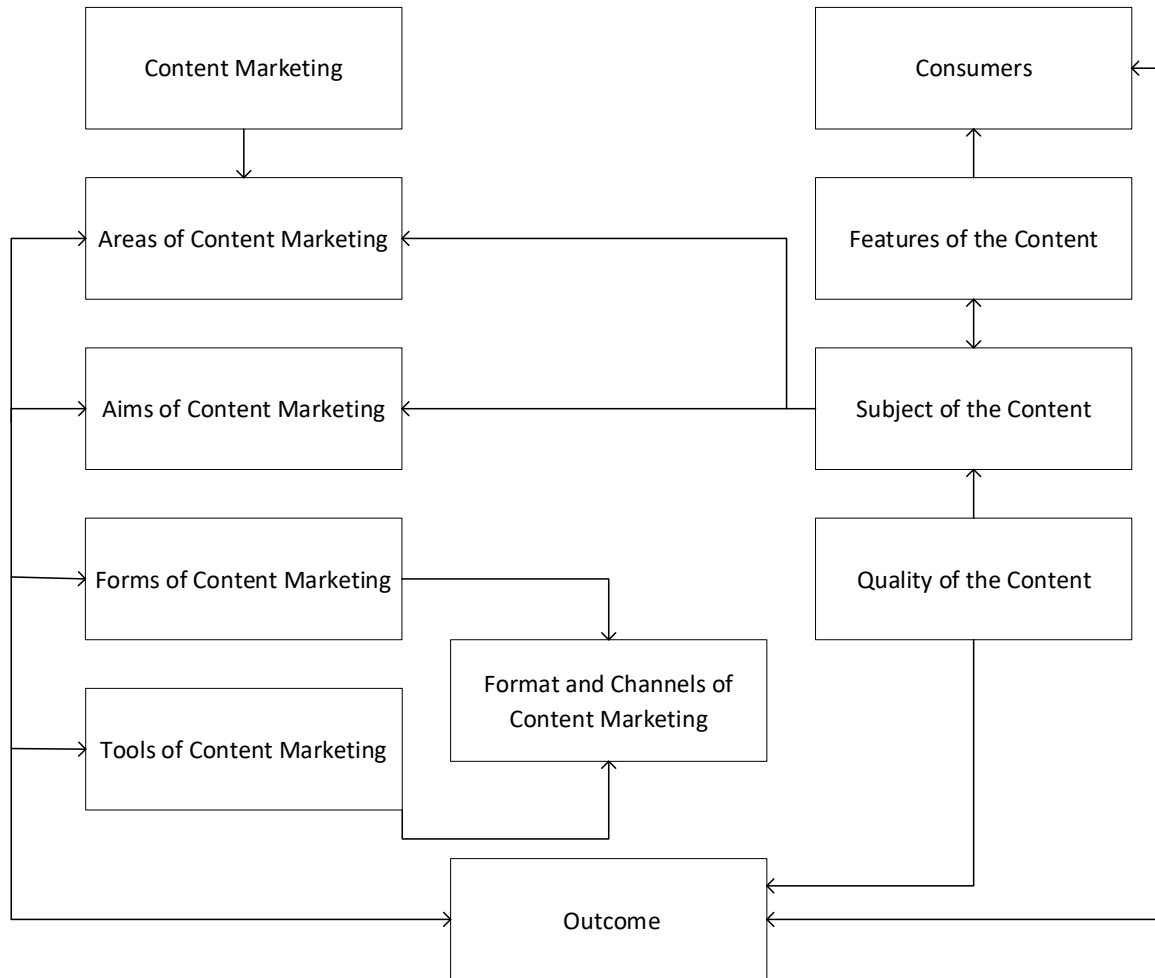 Content Marketing
Consumers
Areas of Content Marketing
Features of the Content
Aims of Content Marketing
Subject of the Content
Forms of Content Marketing
Quality of the Content
Format and Channels of
Content Marketing
Tools of Content Marketing
Outcome